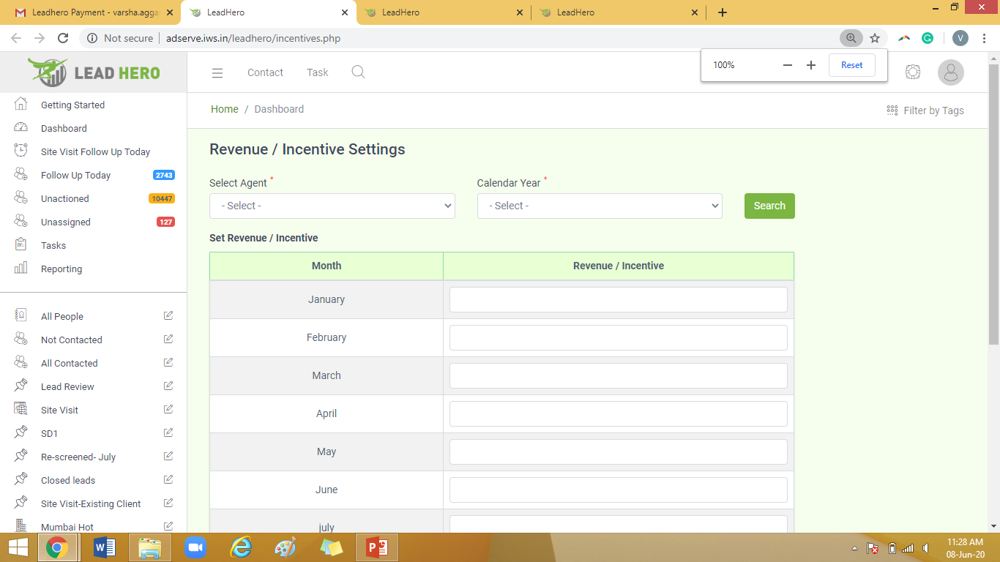 Leadhero Payment - varsha.agga
LeadHero
LeadHero
LeadHero
Not secure
adserve.iws.in/leadhero/incentives.php
V
100%
Reset
LEAD HERO
Contact
Task
Home / Dashboard
Filter by Tags
Getting Started
Dashboard
Site Visit Follow Up Today
Follow Up Today 2743
Unactioned 10447
Unassigned 127
Tasks
Reporting
All People
Not Contacted
All Contacted
Lead Review
Site Visit
SD1
Re-screened- July
Closed leads
Site Visit-Existing Client
Mumbai Hot
Revenue / Incentive Settings
Select Agent *
Calendar Year *
- Select -
- Select -
Search
Set Revenue / Incentive
Month Revenue / Incentive
January
February
March
April
May
June
july
11:28 AM
08-Jun-20